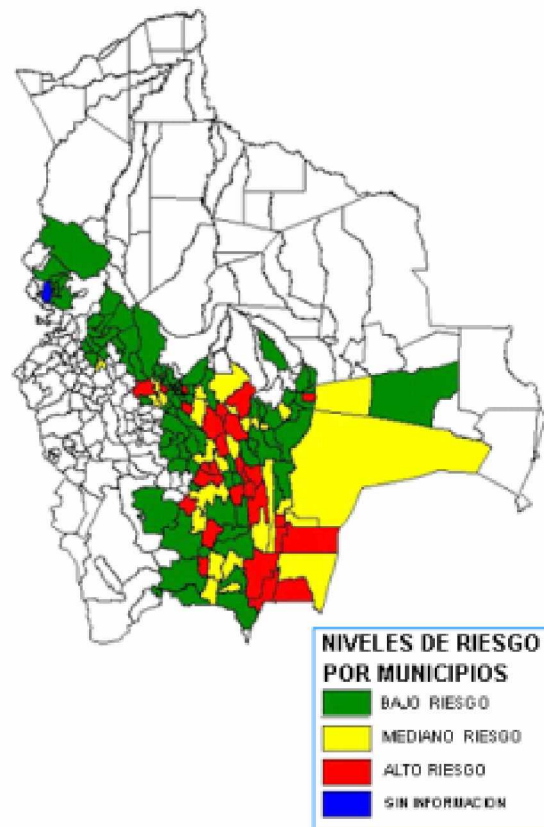 NIVELES DE RIESGO
POR MUNICIPIOS
BAJO RIESGO
MEDIANO RIESGO
ALTO RIESGO
SIN INFORMACION